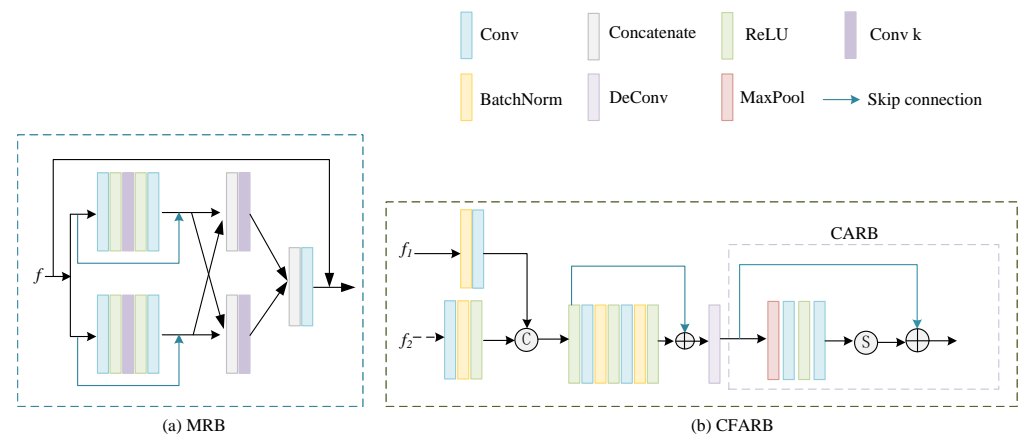 Conv
Concatenate
ReLU
Conv k
BatchNorm
DeConv
MaxPool
Skip connection
f
f1
f2
C
S
CARB
(a) MRB
(b) CFARB